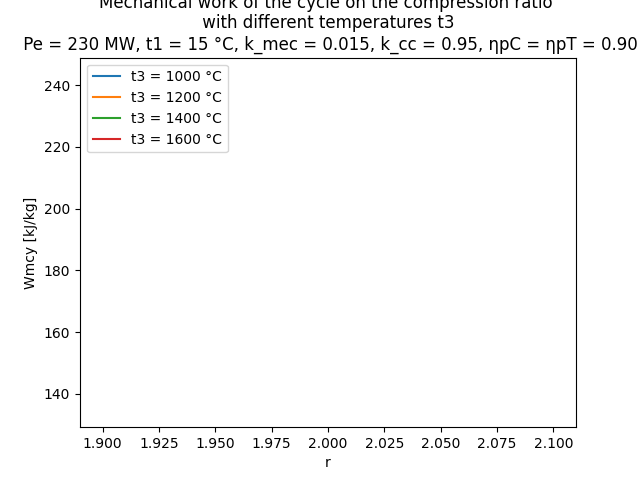 Mechanical work of the cycle on the compression ratio
with different temperatures t3
Pe = 230 MW, t1 = 15 °C, k_mec = 0.015, k_cc = 0.95, ηpC = ηpT = 0.90
t3 = 1000 °C
t3 = 1200 °C
t3 = 1400 °C
t3 = 1600 °C
240
220
200
180
160
140
Wmcy [kJ/kg]
1.900 1.925 1.950 1.975 2.000 2.025 2.050 2.075 2.100
r